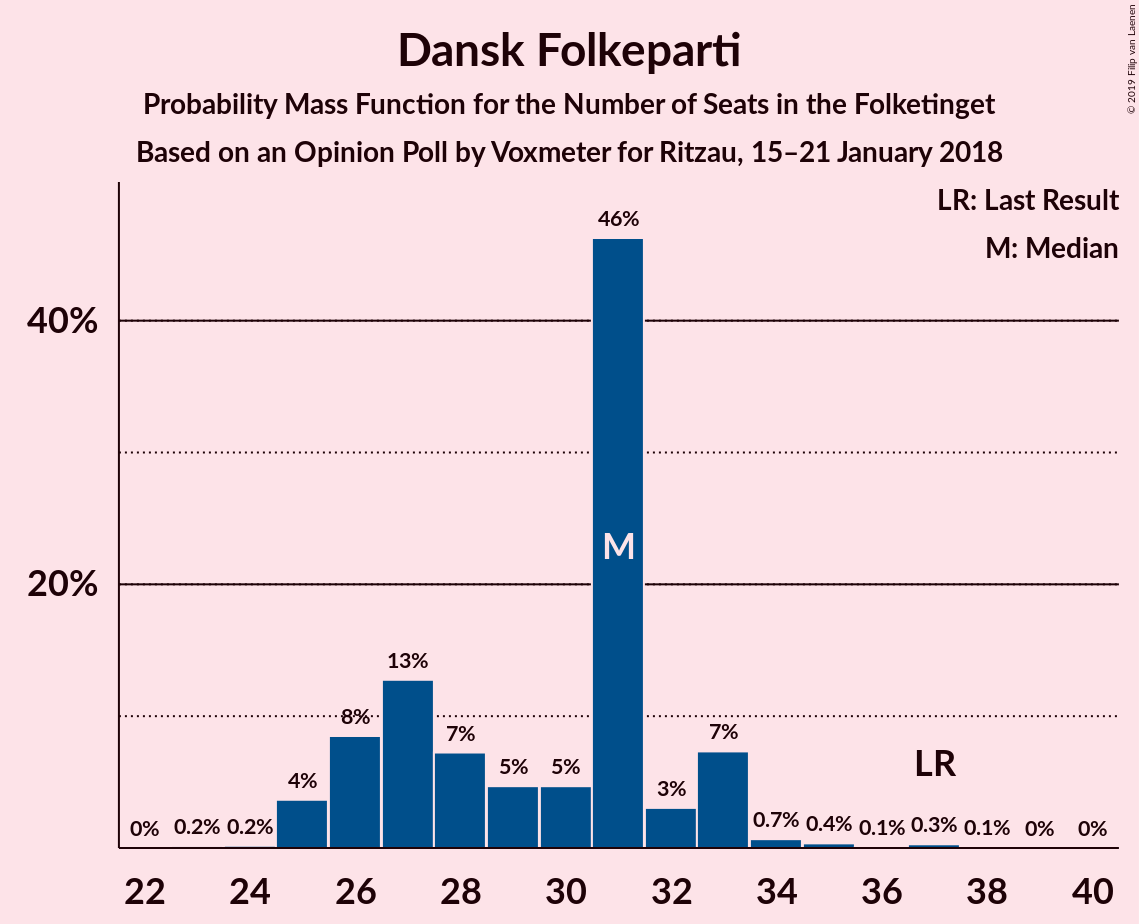 Dansk Folkeparti
Probability Mass Function for the Number of Seats in the Folketinget
Based on an Opinion Poll by Voxmeter for Ritzau, 15–21 January 2018
© 2019 Filip van Laenen
LR: Last Result
M: Median
40%
20%
0%
0.2%
0.2%
4%
8%
13%
7%
5%
5%
46%
M
3%
7%
0.7%
0.4%
0.1%
0.3%
LR
0.1%
0%
0%
22 24 26 28 30 32 34 36 38 40